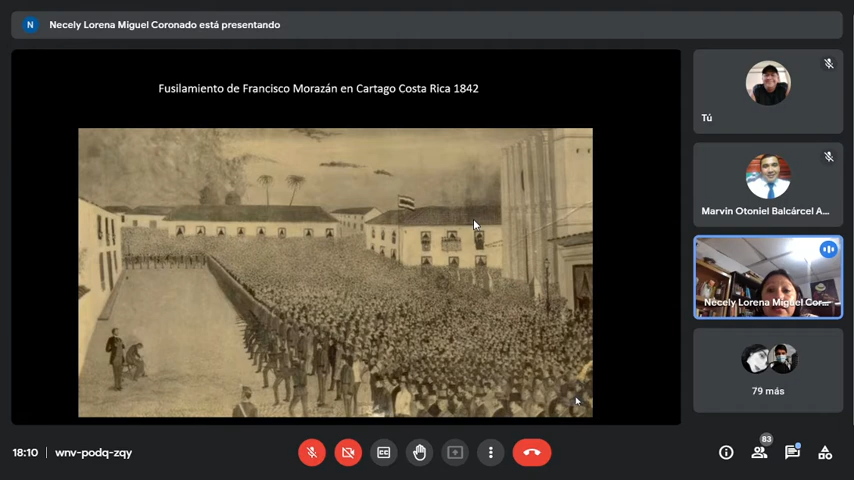 N
Necely Lorena Miguel Coronado está presentando
Fusilamiento de Francisco Morazán en Cartago Costa Rica 1842
Tú
Marvin Otoniel Balcárcel A...
Necely Lorena Miguel Cor...
79 más
18:10
wnv-podq-zqy
83